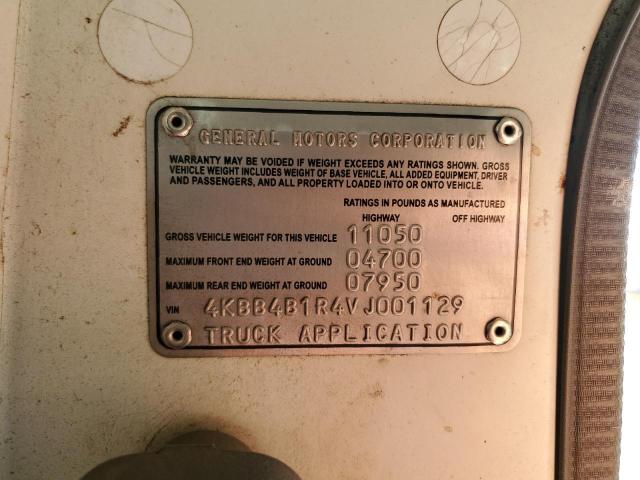 GENERAL MOTORS CORPORATION
WARRANTY MAY BE VOIDED IF WEIGHT EXCEEDS ANY RATINGS SHOWN. GROSS
VEHICLE WEIGHT INCLUDES WEIGHT OF BASE VEHICLE, ALL ADDED EQUIPMENT, DRIVER
AND PASSENGERS, AND ALL PROPERTY LOADED INTO OR ONTO VEHICLE.
RATINGS IN POUNDS AS MANUFACTURED
HIGHWAY OFF HIGHWAY
GROSS VEHICLE WEIGHT FOR THIS VEHICLE 11050
MAXIMUM FRONT END WEIGHT AT GROUND 04700
MAXIMUM REAR END WEIGHT AT GROUND 07950
VIN 4KBB4B1R4VJ001129
TRUCK APPLICATION